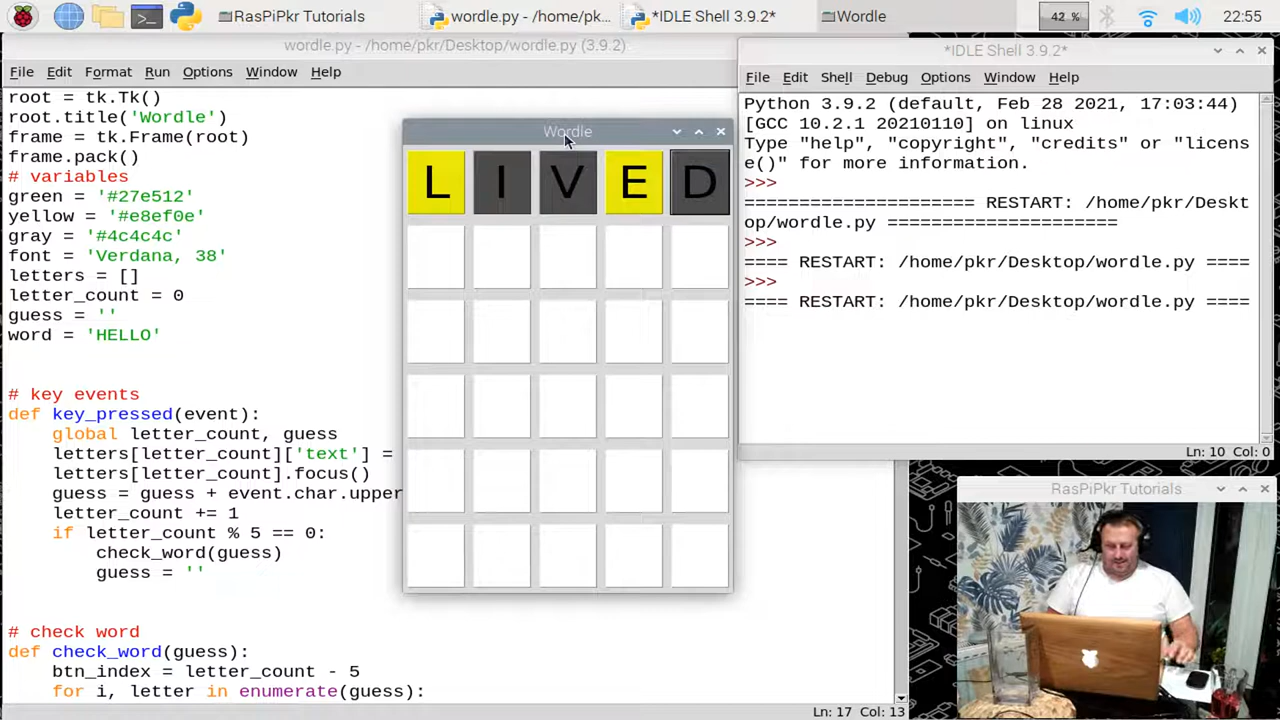 RasPiPkr Tutorials
wordle.py - /home/pk...
*IDLE Shell 3.9.2*
Wordle
42 %
22:55
wordle.py - /home/pkr/Desktop/wordle.py (3.9.2)
File Edit Format Run Options Window Help
root = tk.Tk()
root.title('Wordle')
frame = tk.Frame(root)
frame.pack()
# variables
green = '#27e512'
yellow = '#e8ef0e'
gray = '#4c4c4c'
font = 'Verdana, 38'
letters = []
letter_count = 0
guess = ''
word = 'HELLO'
# key events
def key_pressed(event):
global letter_count, guess
letters[letter_count]['text'] =
letters[letter_count].focus()
guess = guess + event.char.upper
letter_count += 1
if letter_count % 5 == 0:
check_word(guess)
guess = ''
# check word
def check_word(guess):
btn_index = letter_count - 5
for i, letter in enumerate(guess):
Ln: 17 Col: 13
Wordle
L I V E D
*IDLE Shell 3.9.2*
File Edit Shell Debug Options Window Help
Python 3.9.2 (default, Feb 28 2021, 17:03:44)
[GCC 10.2.1 20210110] on linux
Type "help", "copyright", "credits" or "licens
e()" for more information.
>>>
===================== RESTART: /home/pkr/Deskt
op/wordle.py =====================
>>>
==== RESTART: /home/pkr/Desktop/wordle.py ====
>>>
==== RESTART: /home/pkr/Desktop/wordle.py ====
Ln: 10 Col: 0
RasPiPkr Tutorials